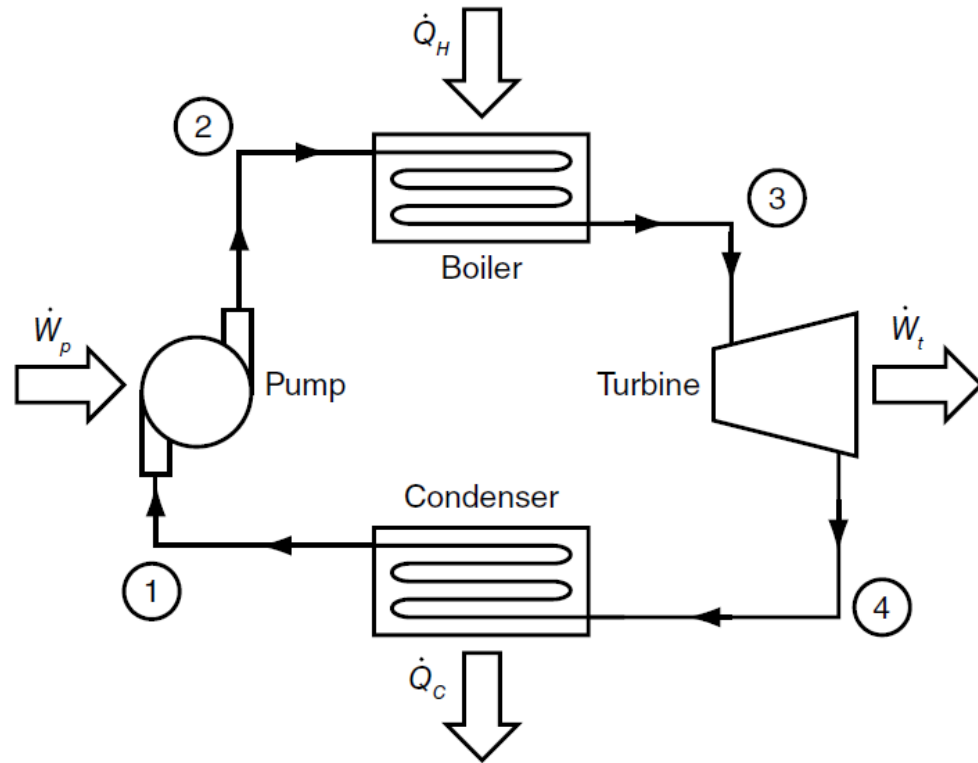 Q̇_H
2
3
Boiler
Ẇ_p
Pump
Turbine
Ẇ_t
Condenser
1
4
Q̇_C